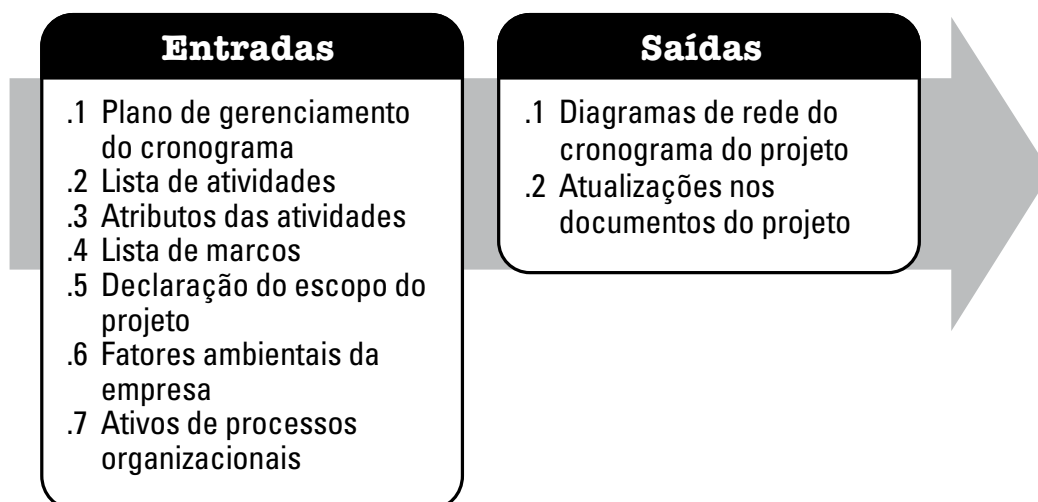 Entradas
.1 Plano de gerenciamento
do cronograma
.2 Lista de atividades
.3 Atributos das atividades
.4 Lista de marcos
.5 Declaração do escopo do
projeto
.6 Fatores ambientais da
empresa
.7 Ativos de processos
organizacionais
Saídas
.1 Diagramas de rede do
cronograma do projeto
.2 Atualizações nos
documentos do projeto